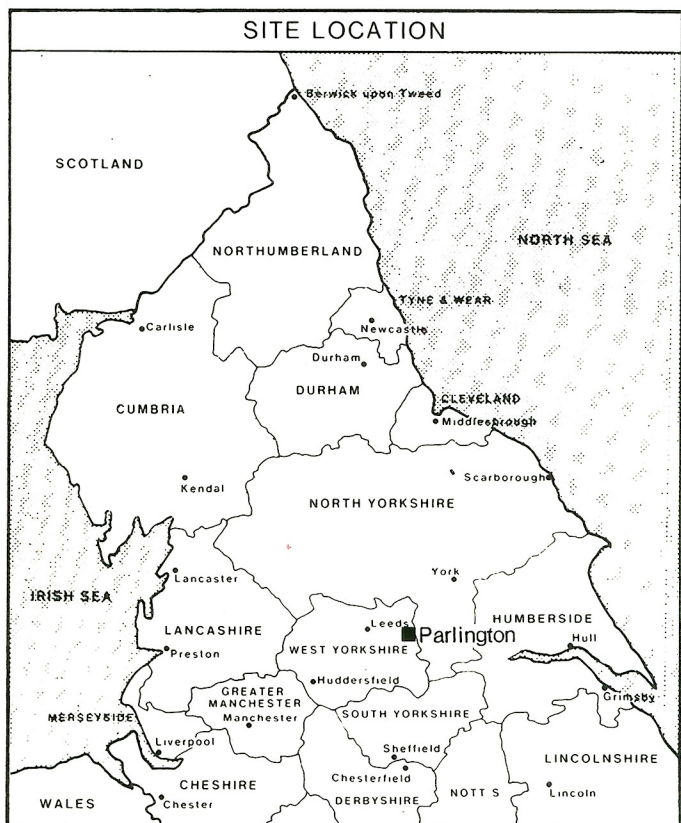 SITE LOCATION
Berwick upon Tweed
SCOTLAND
NORTH SEA
NORTHUMBERLAND
TYNE & WEAR
Carlisle
Newcastle
Durham
DURHAM
CLEVELAND
CUMBRIA
Middlesbrough
Kendal
Scarborough
NORTH YORKSHIRE
Lancaster
York
IRISH SEA
HUMBERSIDE
LANCASHIRE
Leeds
Parlington
Hull
Preston
WEST YORKSHIRE
Huddersfield
GREATER
MANCHESTER
Grimsby
MERSEYSIDE
Manchester
SOUTH YORKSHIRE
Liverpool
Sheffield
LINCOLNSHIRE
CHESHIRE
Chesterfield
NOTTS
Lincoln
WALES
Chester
DERBYSHIRE